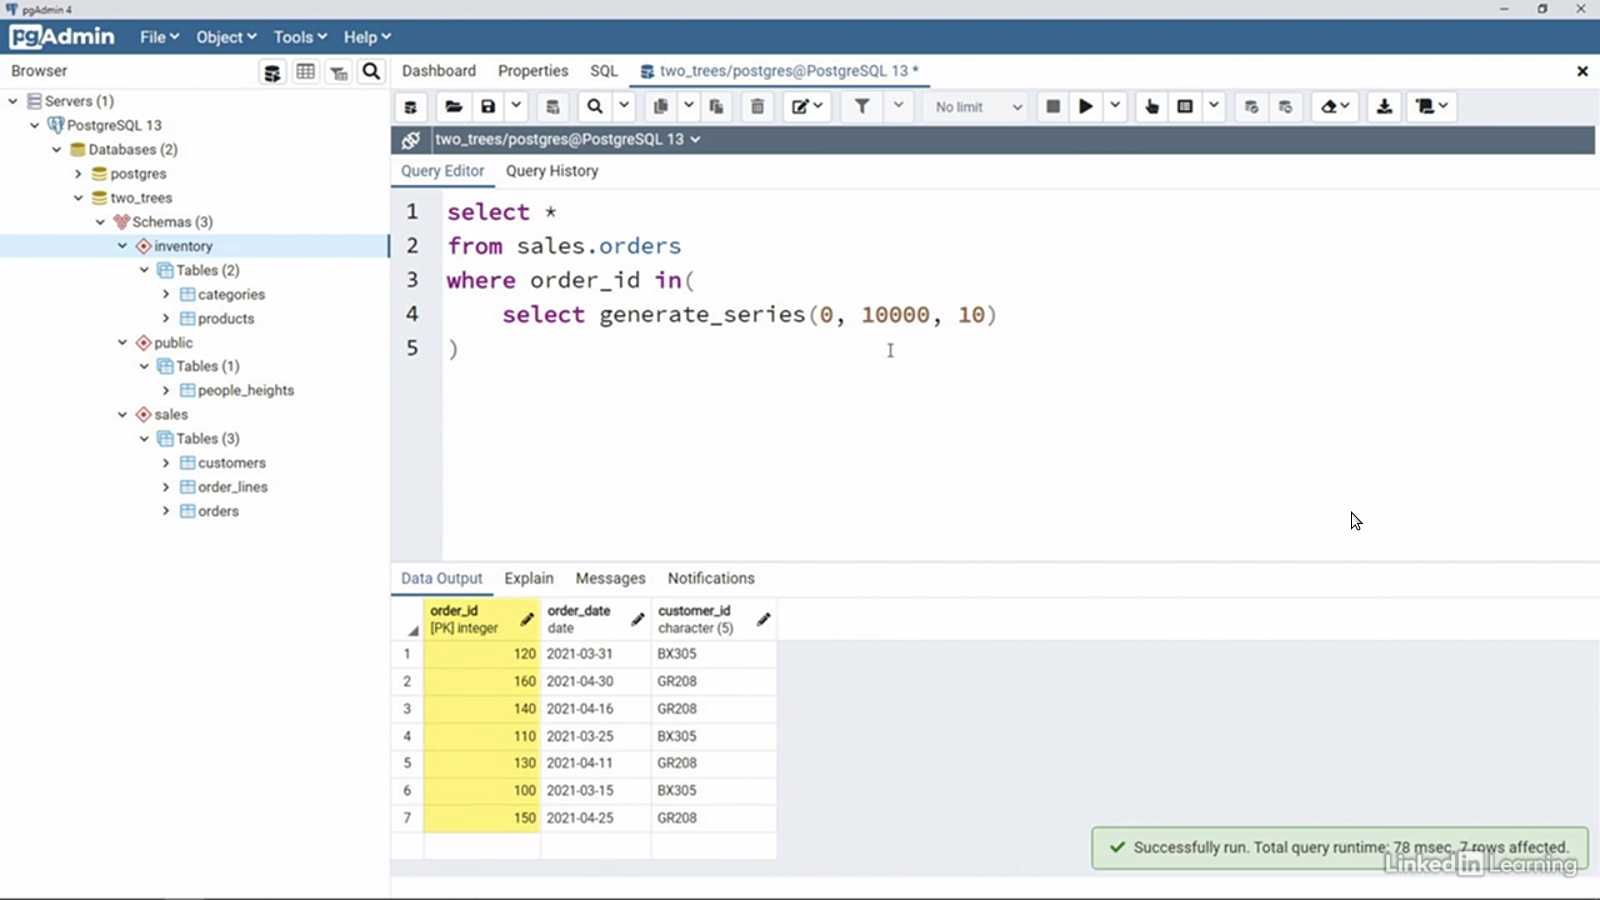 pgAdmin 4
pgAdmin File Object Tools Help
Browser
Dashboard Properties SQL two_trees/postgres@PostgreSQL 13 *
No limit
two_trees/postgres@PostgreSQL 13
Servers (1)
PostgreSQL 13
Databases (2)
postgres
two_trees
Schemas (3)
inventory
Tables (2)
categories
products
public
Tables (1)
people_heights
sales
Tables (3)
customers
order_lines
orders
Query Editor Query History
1 select *
2 from sales.orders
3 where order_id in(
4 select generate_series(0, 10000, 10)
5 )
Data Output Explain Messages Notifications
order_id order_date customer_id
[PK] integer date character (5)
1 120 2021-03-31 BX305
2 160 2021-04-30 GR208
3 140 2021-04-16 GR208
4 110 2021-03-25 BX305
5 130 2021-04-11 GR208
6 100 2021-03-15 BX305
7 150 2021-04-25 GR208
Successfully run. Total query runtime: 78 msec. 7 rows affected.
LinkedIn Learning